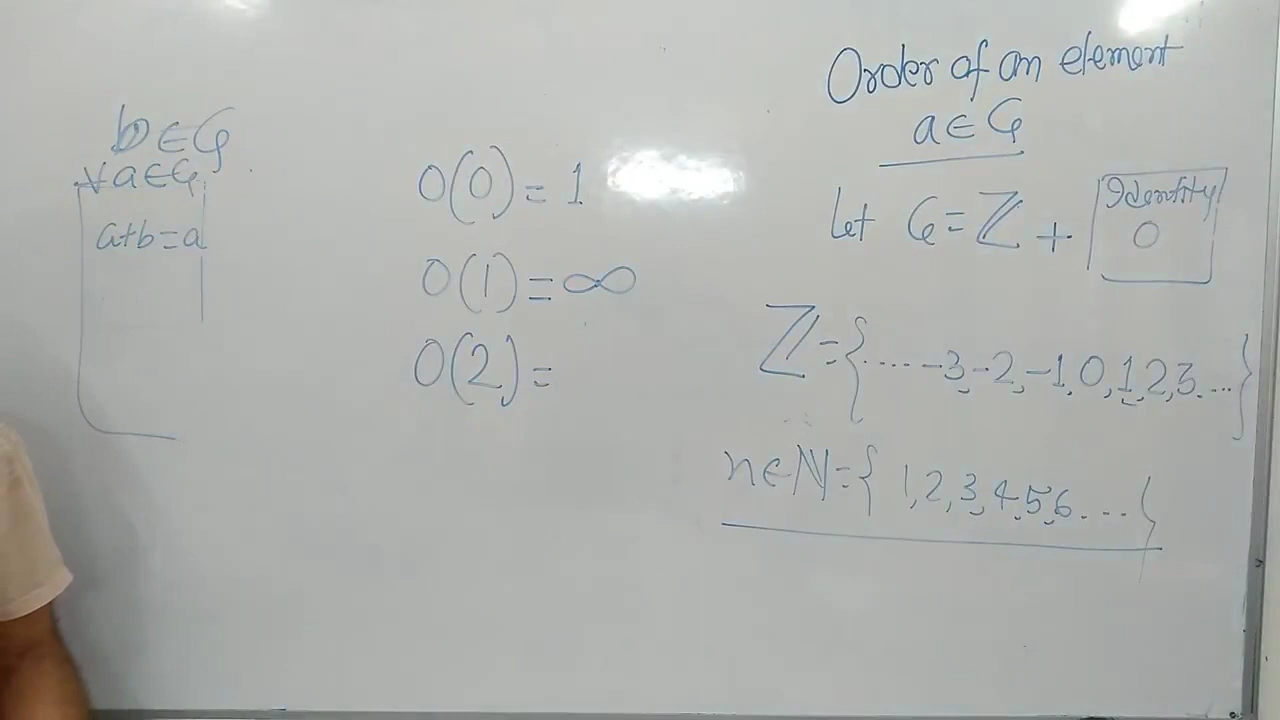 Order of an element
a ∈ G
Let G = ℤ +
Identity
0
ℤ = { .... -3, -2, -1, 0, 1, 2, 3, ... }
n ∈ ℕ = { 1, 2, 3, 4, 5, 6, ... }
O(0) = 1
O(1) = ∞
O(2) =
b ∈ G
∀ a ∈ G
a + b = a